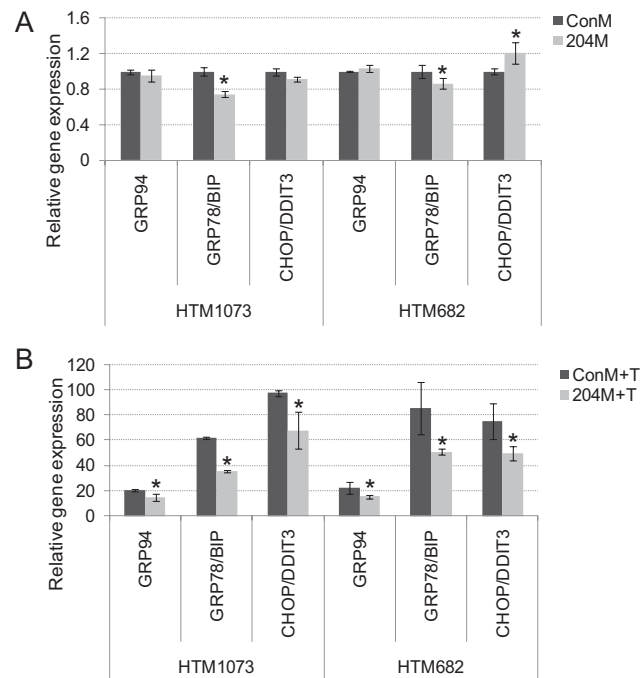 A
Relative gene expression
1.6
1.2
0.8
0.4
0
ConM
204M
*
*
*
GRP94
GRP78/BIP
CHOP/DDIT3
GRP94
GRP78/BIP
CHOP/DDIT3
HTM1073
HTM682
B
Relative gene expression
120
100
80
60
40
20
0
ConM+T
204M+T
*
*
*
*
*
*
GRP94
GRP78/BIP
CHOP/DDIT3
GRP94
GRP78/BIP
CHOP/DDIT3
HTM1073
HTM682